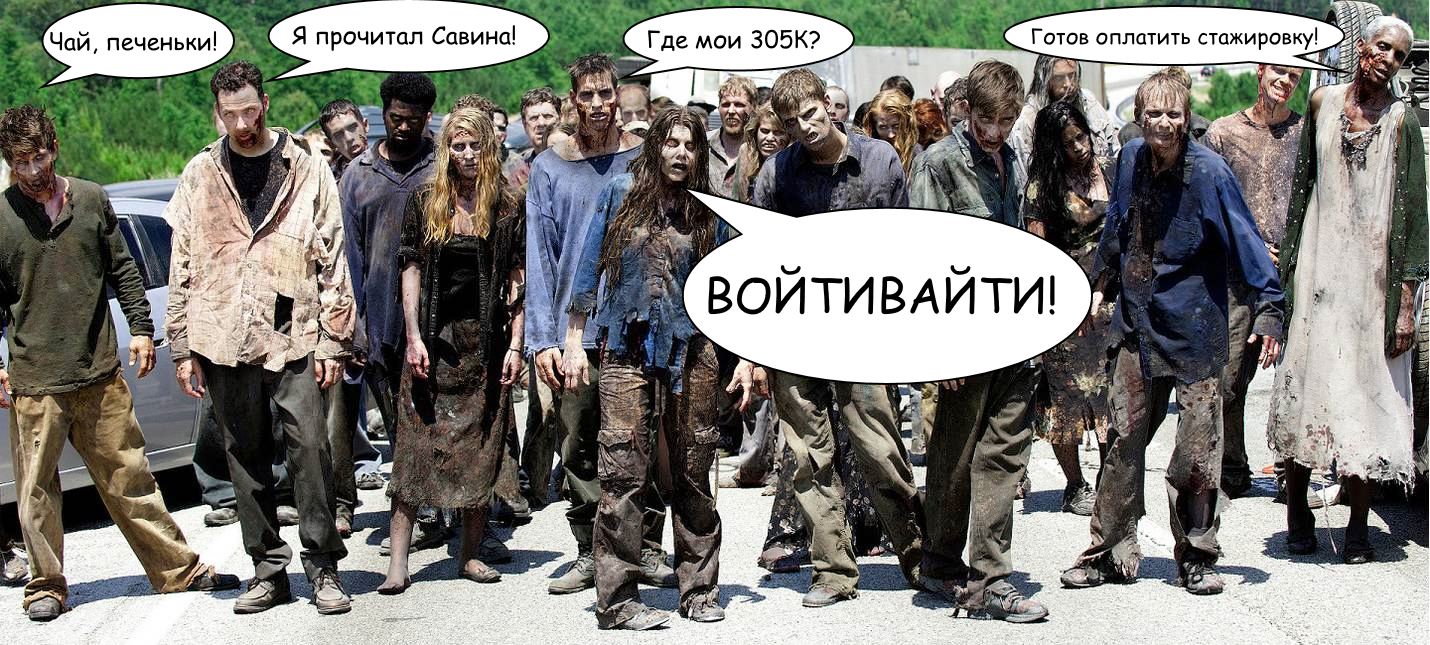 Чай, печеньки!
Я прочитал Савина!
Где мои 305К?
Готов оплатить стажировку!
ВОЙТИВАЙТИ!